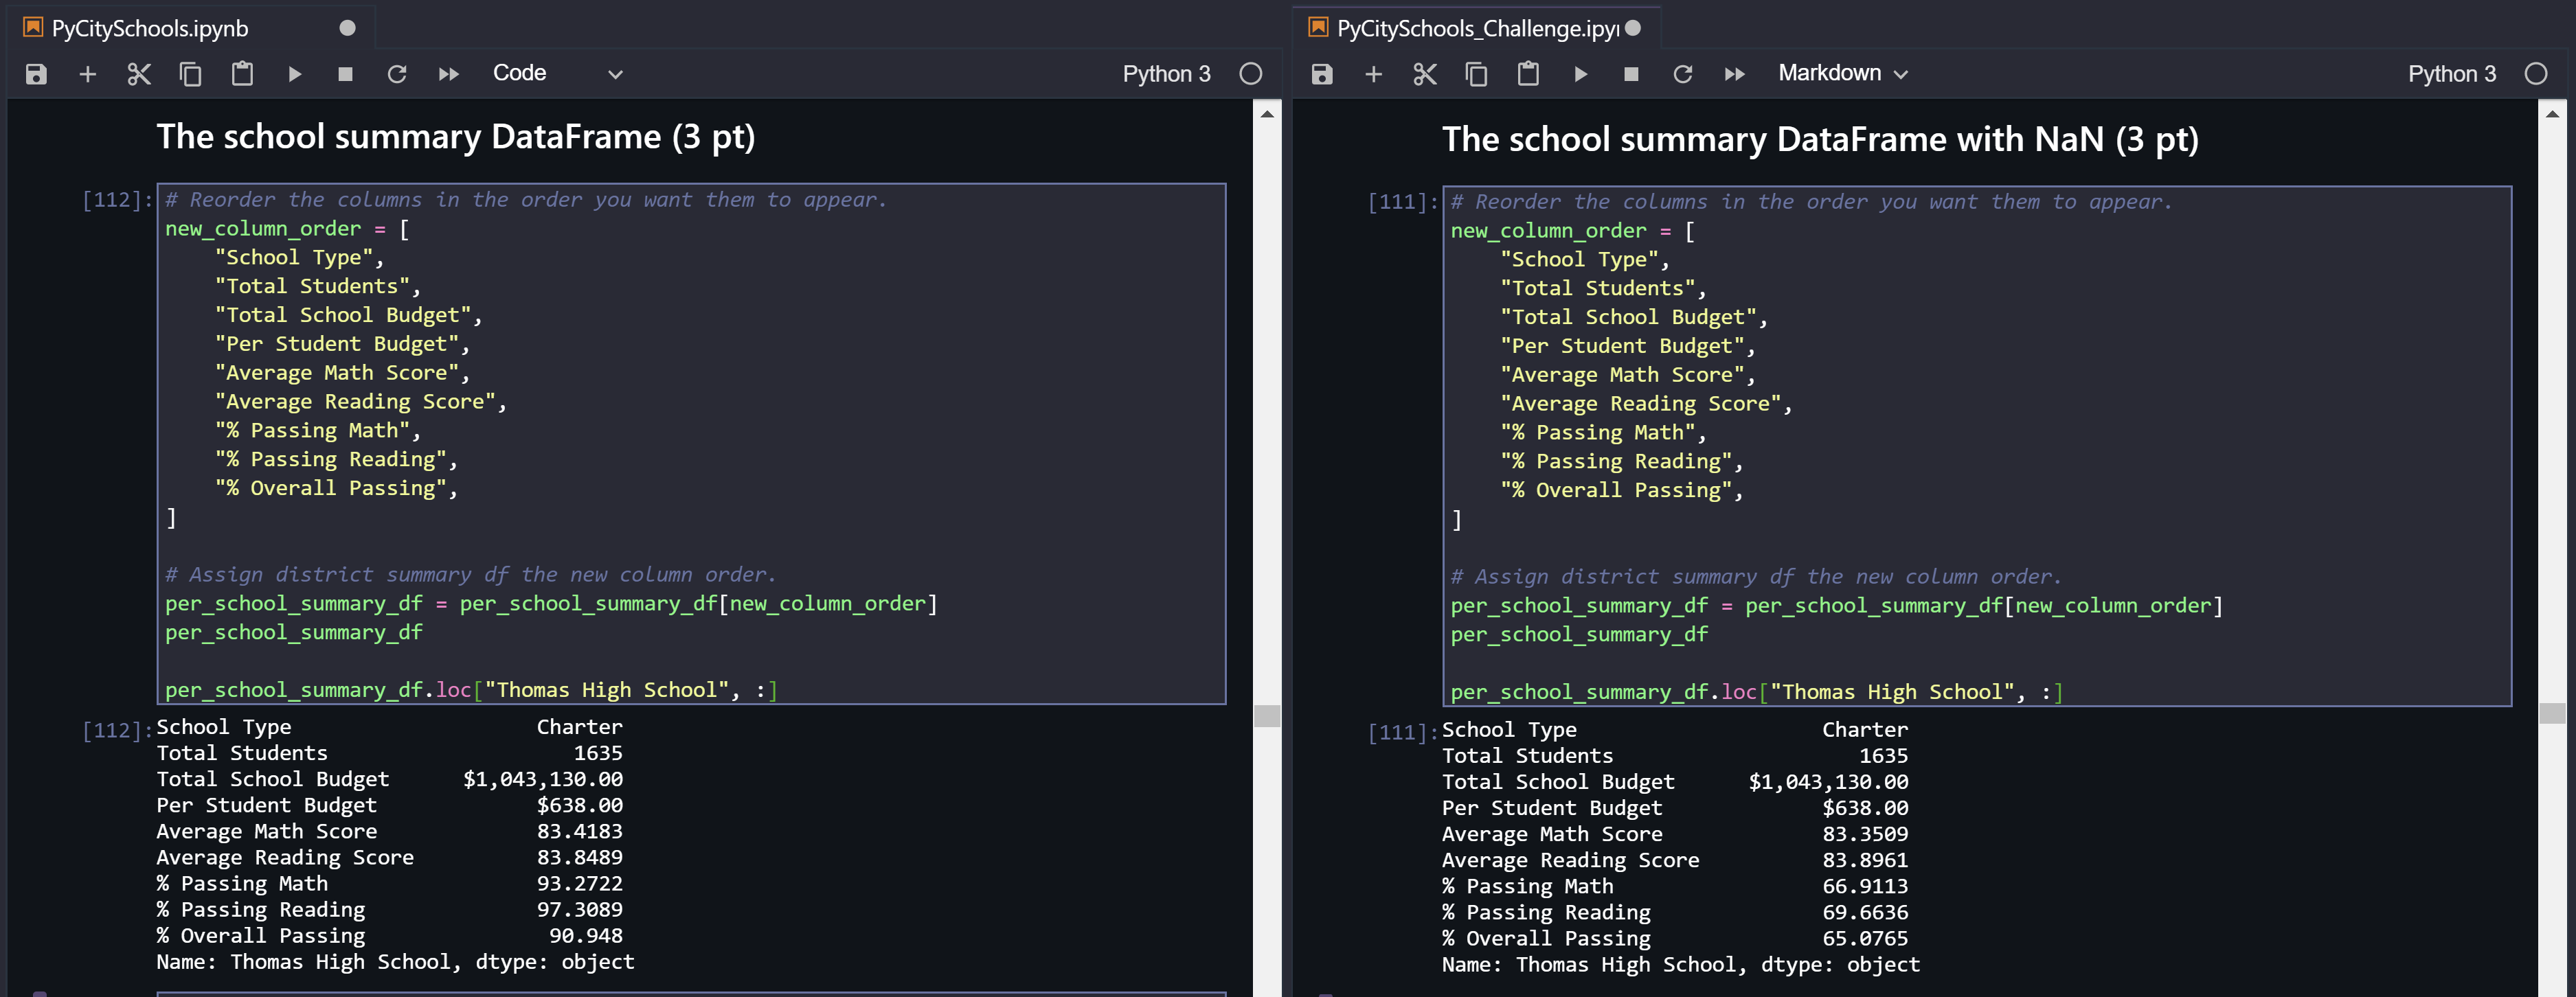 PyCitySchools.ipynb
Code
Python 3
The school summary DataFrame (3 pt)
[112]:
# Reorder the columns in the order you want them to appear.
new_column_order = [
    "School Type",
    "Total Students",
    "Total School Budget",
    "Per Student Budget",
    "Average Math Score",
    "Average Reading Score",
    "% Passing Math",
    "% Passing Reading",
    "% Overall Passing",
]
# Assign district summary df the new column order.
per_school_summary_df = per_school_summary_df[new_column_order]
per_school_summary_df
per_school_summary_df.loc["Thomas High School", :]
[112]:
School Type Charter
Total Students 1635
Total School Budget $1,043,130.00
Per Student Budget $638.00
Average Math Score 83.4183
Average Reading Score 83.8489
% Passing Math 93.2722
% Passing Reading 97.3089
% Overall Passing 90.948
Name: Thomas High School, dtype: object
PyCitySchools_Challenge.ipy
Markdown
Python 3
The school summary DataFrame with NaN (3 pt)
[111]:
# Reorder the columns in the order you want them to appear.
new_column_order = [
    "School Type",
    "Total Students",
    "Total School Budget",
    "Per Student Budget",
    "Average Math Score",
    "Average Reading Score",
    "% Passing Math",
    "% Passing Reading",
    "% Overall Passing",
]
# Assign district summary df the new column order.
per_school_summary_df = per_school_summary_df[new_column_order]
per_school_summary_df
per_school_summary_df.loc["Thomas High School", :]
[111]:
School Type Charter
Total Students 1635
Total School Budget $1,043,130.00
Per Student Budget $638.00
Average Math Score 83.3509
Average Reading Score 83.8961
% Passing Math 66.9113
% Passing Reading 69.6636
% Overall Passing 65.0765
Name: Thomas High School, dtype: object